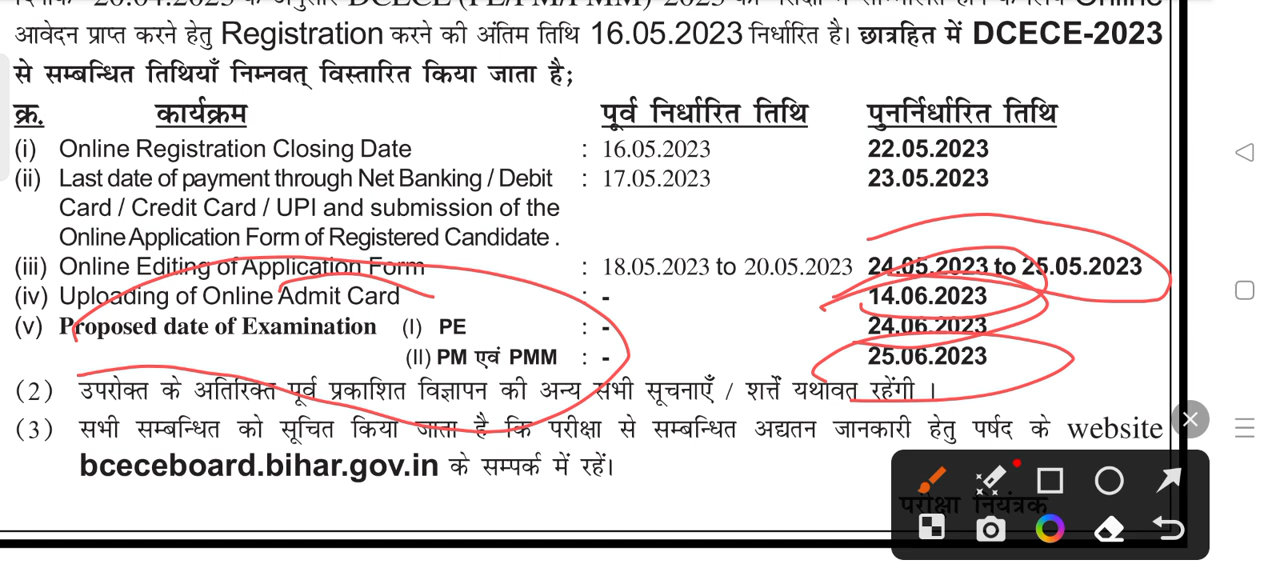 आवेदन प्राप्त करने हेतु Registration करने की अंतिम तिथि 16.05.2023 निर्धारित है। छात्रहित में DCECE-2023
से सम्बन्धित तिथियाँ निम्नवत् विस्तारित किया जाता है;
क्र. कार्यक्रम पूर्व निर्धारित तिथि पुनर्निर्धारित तिथि
(i) Online Registration Closing Date : 16.05.2023 22.05.2023
(ii) Last date of payment through Net Banking / Debit : 17.05.2023 23.05.2023
Card / Credit Card / UPI and submission of the
Online Application Form of Registered Candidate .
(iii) Online Editing of Application Form : 18.05.2023 to 20.05.2023 24.05.2023 to 25.05.2023
(iv) Uploading of Online Admit Card : - 14.06.2023
(v) Proposed date of Examination (I) PE : - 24.06.2023
(II) PM एवं PMM : - 25.06.2023
(2) उपरोक्त के अतिरिक्त पूर्व प्रकाशित विज्ञापन की अन्य सभी सूचनाएँ / शर्त्तें यथावत रहेंगी ।
(3) सभी सम्बन्धित को सूचित किया जाता है कि परीक्षा से सम्बन्धित अद्यतन जानकारी हेतु पर्षद के website
bceceboard.bihar.gov.in के सम्पर्क में रहें।
परीक्षा नियंत्रक